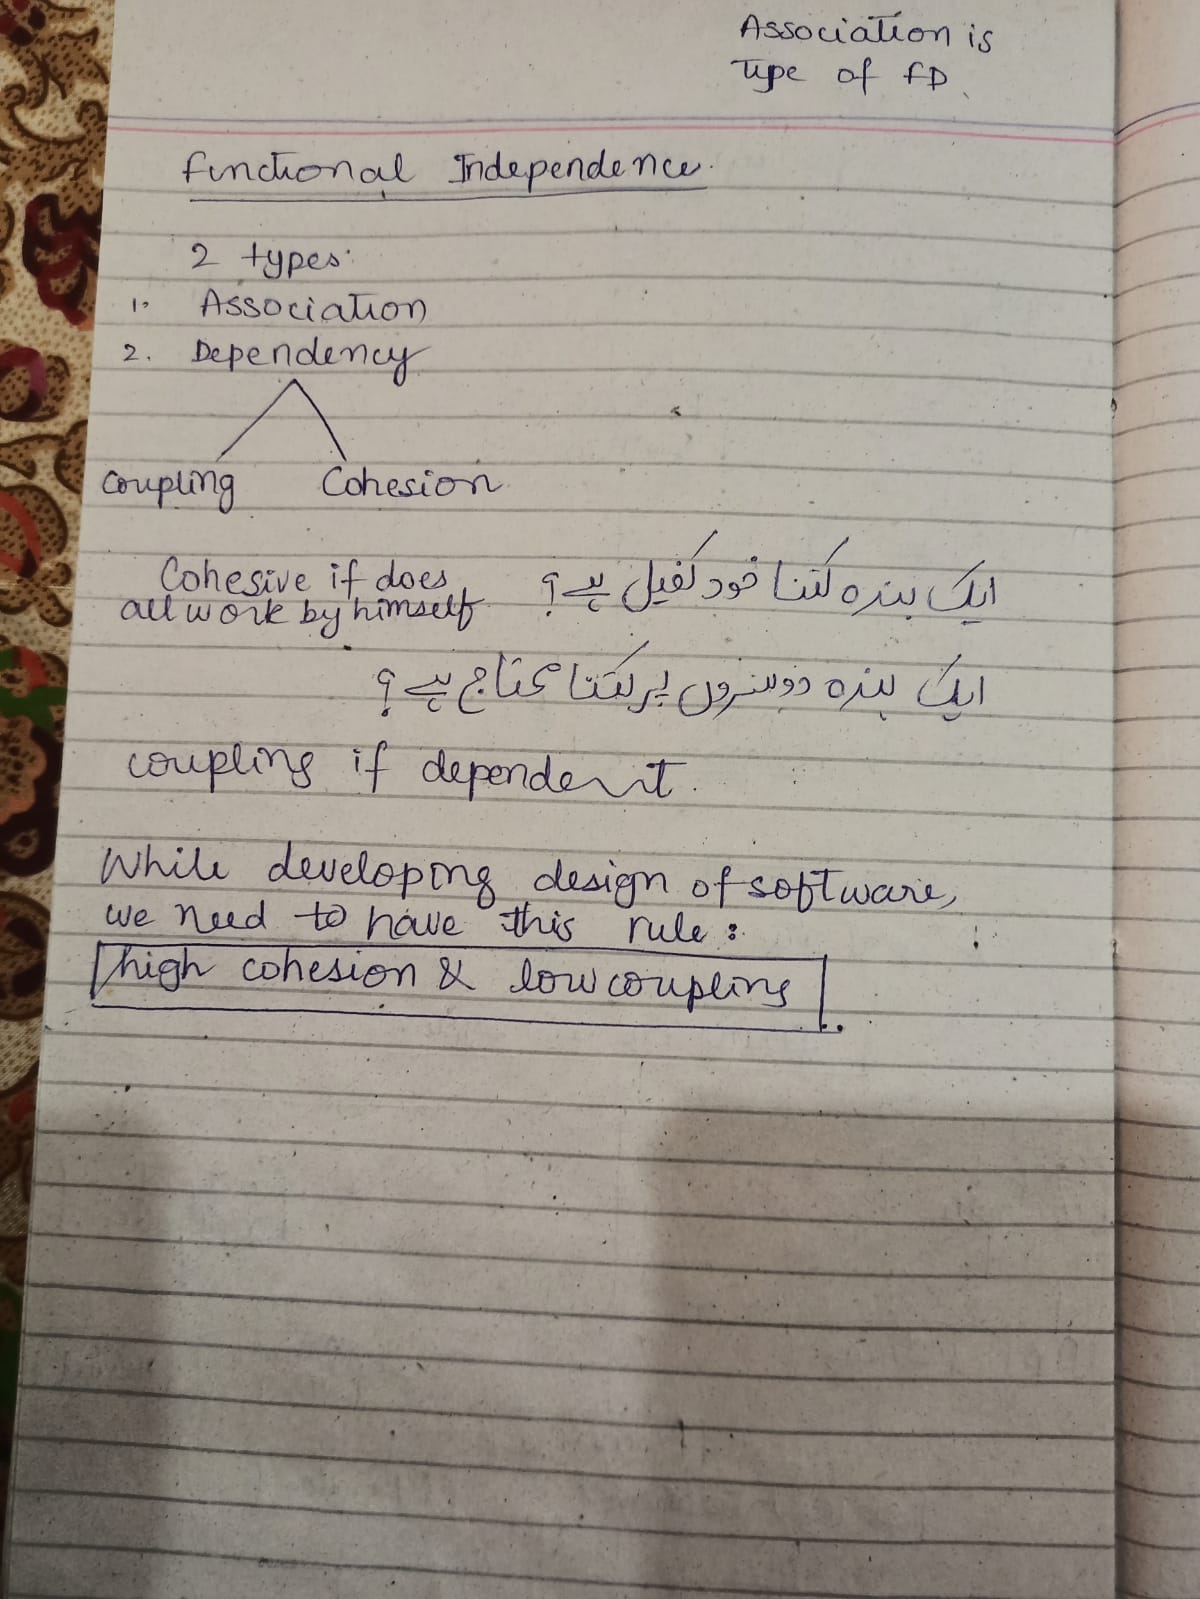 Association is
Type of FD.
Functional Independence.
2 types:
1. Association
2. Dependency
Coupling Cohesion
Cohesive if does
all work by himself
ایک بندہ کتنا خود کفیل ہے؟
ایک بندہ دوسروں پر کتنا محتاج ہے؟
coupling if dependent.
While developing design of software,
we need to have this rule:
high cohesion & low coupling